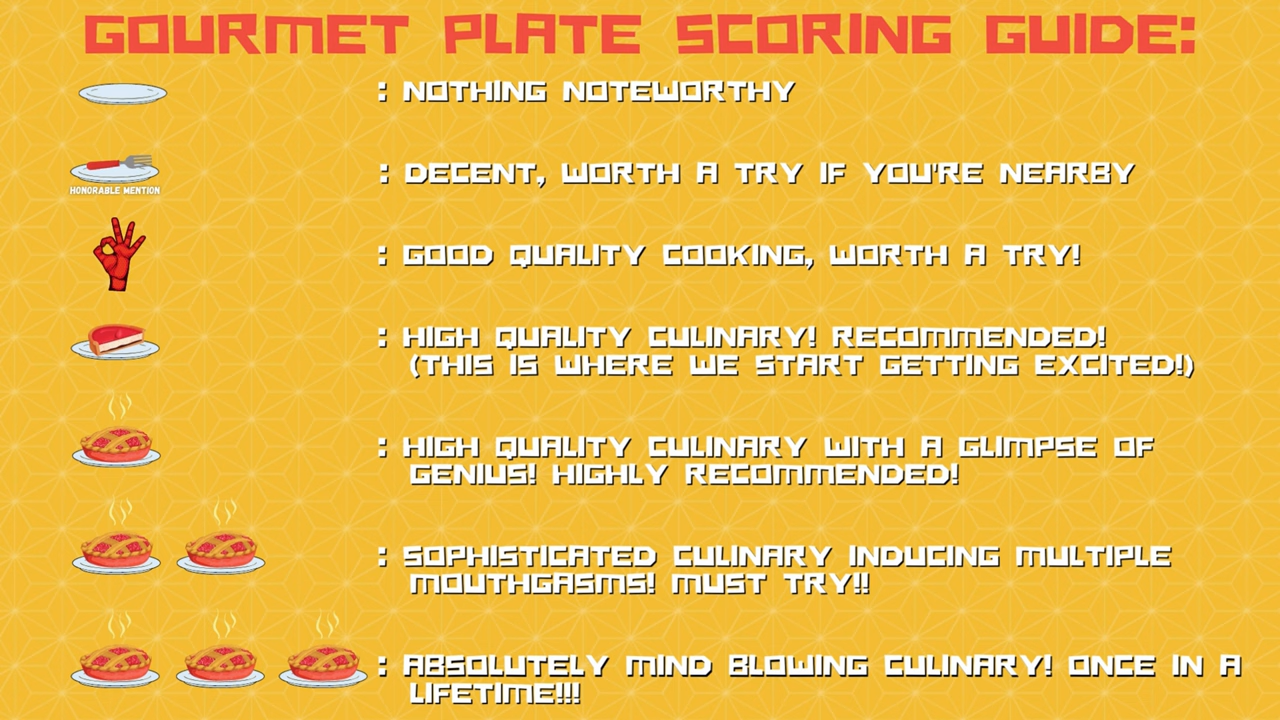 GOURMET PLATE SCORING GUIDE:
: NOTHING NOTEWORTHY
HONORABLE MENTION
: DECENT, WORTH A TRY IF YOU'RE NEARBY
: GOOD QUALITY COOKING, WORTH A TRY!
: HIGH QUALITY CULINARY! RECOMMENDED!
(THIS IS WHERE WE START GETTING EXCITED!)
: HIGH QUALITY CULINARY WITH A GLIMPSE OF
GENIUS! HIGHLY RECOMMENDED!
: SOPHISTICATED CULINARY INDUCING MULTIPLE
MOUTHGASMS! MUST TRY!!
: ABSOLUTELY MIND BLOWING CULINARY! ONCE IN A
LIFETIME!!!